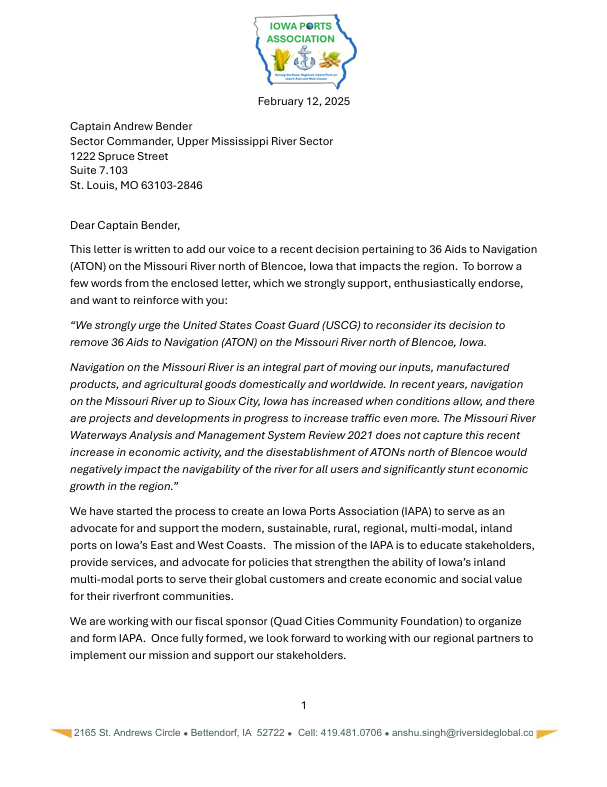 IOWA PORTS
ASSOCIATION
February 12, 2025
Captain Andrew Bender
Sector Commander, Upper Mississippi River Sector
1222 Spruce Street
Suite 7.103
St. Louis, MO 63103-2846
Dear Captain Bender,
This letter is written to add our voice to a recent decision pertaining to 36 Aids to Navigation
(ATON) on the Missouri River north of Blencoe, Iowa that impacts the region.  To borrow a
few words from the enclosed letter, which we strongly support, enthusiastically endorse,
and want to reinforce with you:
“We strongly urge the United States Coast Guard (USCG) to reconsider its decision to
remove 36 Aids to Navigation (ATON) on the Missouri River north of Blencoe, Iowa.
Navigation on the Missouri River is an integral part of moving our inputs, manufactured
products, and agricultural goods domestically and worldwide. In recent years, navigation
on the Missouri River up to Sioux City, Iowa has increased when conditions allow, and there
are projects and developments in progress to increase traffic even more. The Missouri River
Waterways Analysis and Management System Review 2021 does not capture this recent
increase in economic activity, and the disestablishment of ATONs north of Blencoe would
negatively impact the navigability of the river for all users and significantly stunt economic
growth in the region.”
We have started the process to create an Iowa Ports Association (IAPA) to serve as an
advocate for and support the modern, sustainable, rural, regional, multi-modal, inland
ports on Iowa’s East and West Coasts.   The mission of the IAPA is to educate stakeholders,
provide services, and advocate for policies that strengthen the ability of Iowa’s inland
multi-modal ports to serve their global customers and create economic and social value
for their riverfront communities.
We are working with our fiscal sponsor (Quad Cities Community Foundation) to organize
and form IAPA.  Once fully formed, we look forward to working with our regional partners to
implement our mission and support our stakeholders.
1
2165 St. Andrews Circle • Bettendorf, IA  52722 •  Cell: 419.481.0706 • anshu.singh@riversideglobal.co